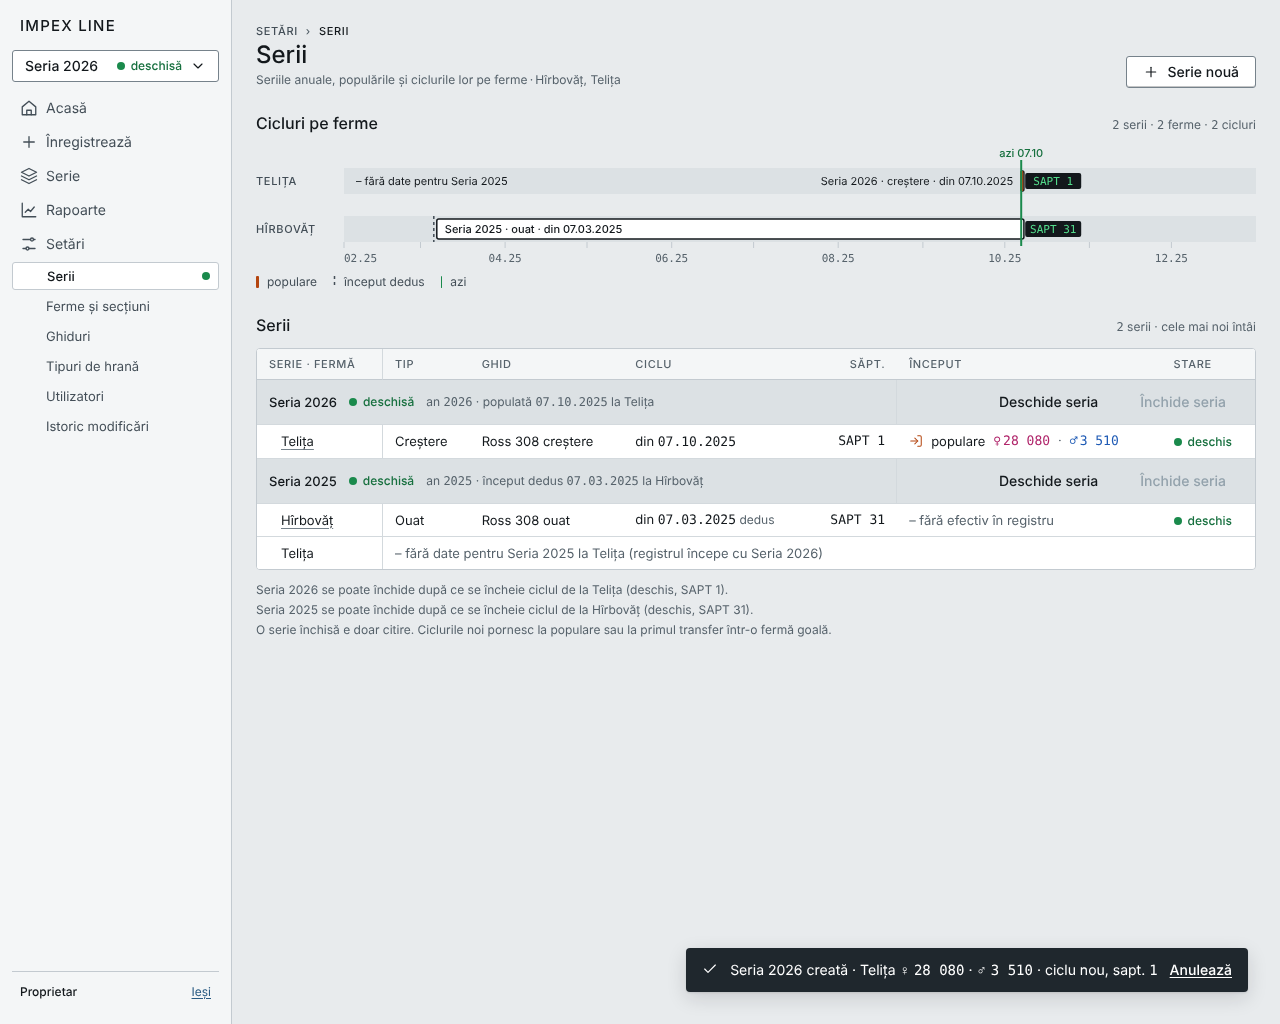 IMPEX LINE
Seria 2026 deschisă
Acasă
Înregistrează
Serie
Rapoarte
Setări
Serii
Ferme și secțiuni
Ghiduri
Tipuri de hrană
Utilizatori
Istoric modificări
Proprietar Ieși
SETĂRI › SERII
Serii
Seriile anuale, populările și ciclurile lor pe ferme · Hîrbovăț, Telița
+ Serie nouă
Cicluri pe ferme
2 serii · 2 ferme · 2 cicluri
azi 07.10
TELIȚA – fără date pentru Seria 2025 Seria 2026 · creștere · din 07.10.2025 SAPT 1
HÎRBOVĂȚ Seria 2025 · ouat · din 07.03.2025 SAPT 31
02.25 04.25 06.25 08.25 10.25 12.25
populare început dedus azi
Serii
2 serii · cele mai noi întâi
SERIE · FERMĂ TIP GHID CICLU SĂPT. ÎNCEPUT STARE
Seria 2026 deschisă an 2026 · populată 07.10.2025 la Telița Deschide seria Închide seria
Telița Creștere Ross 308 creștere din 07.10.2025 SAPT 1 populare ♀28 080 · ♂3 510 deschis
Seria 2025 deschisă an 2025 · început dedus 07.03.2025 la Hîrbovăț Deschide seria Închide seria
Hîrbovăț Ouat Ross 308 ouat din 07.03.2025 dedus SAPT 31 – fără efectiv în registru deschis
Telița – fără date pentru Seria 2025 la Telița (registrul începe cu Seria 2026)
Seria 2026 se poate închide după ce se încheie ciclul de la Telița (deschis, SAPT 1).
Seria 2025 se poate închide după ce se încheie ciclul de la Hîrbovăț (deschis, SAPT 31).
O serie închisă e doar citire. Ciclurile noi pornesc la populare sau la primul transfer într-o fermă goală.
Seria 2026 creată · Telița ♀ 28 080 · ♂ 3 510 · ciclu nou, sapt. 1 Anulează